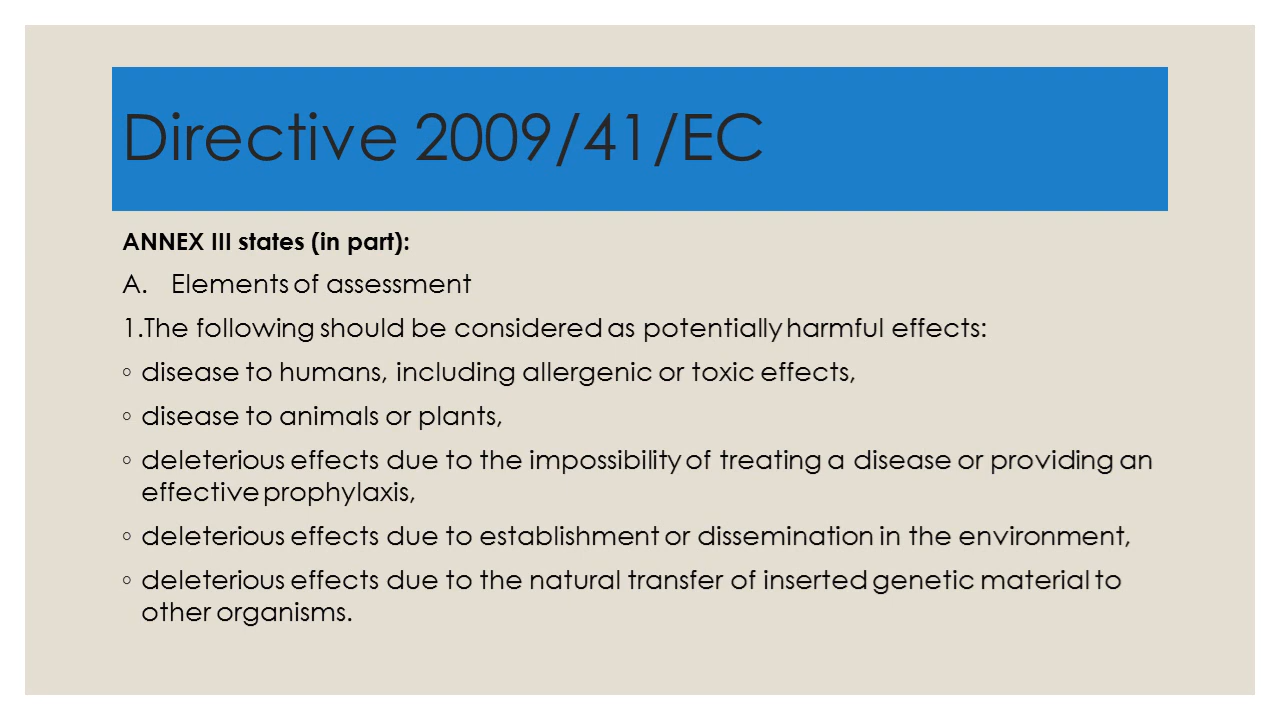 Directive 2009/41/EC
ANNEX III states (in part):
A. Elements of assessment
1.The following should be considered as potentially harmful effects:
◦ disease to humans, including allergenic or toxic effects,
◦ disease to animals or plants,
◦ deleterious effects due to the impossibility of treating a disease or providing an
effective prophylaxis,
◦ deleterious effects due to establishment or dissemination in the environment,
◦ deleterious effects due to the natural transfer of inserted genetic material to
other organisms.